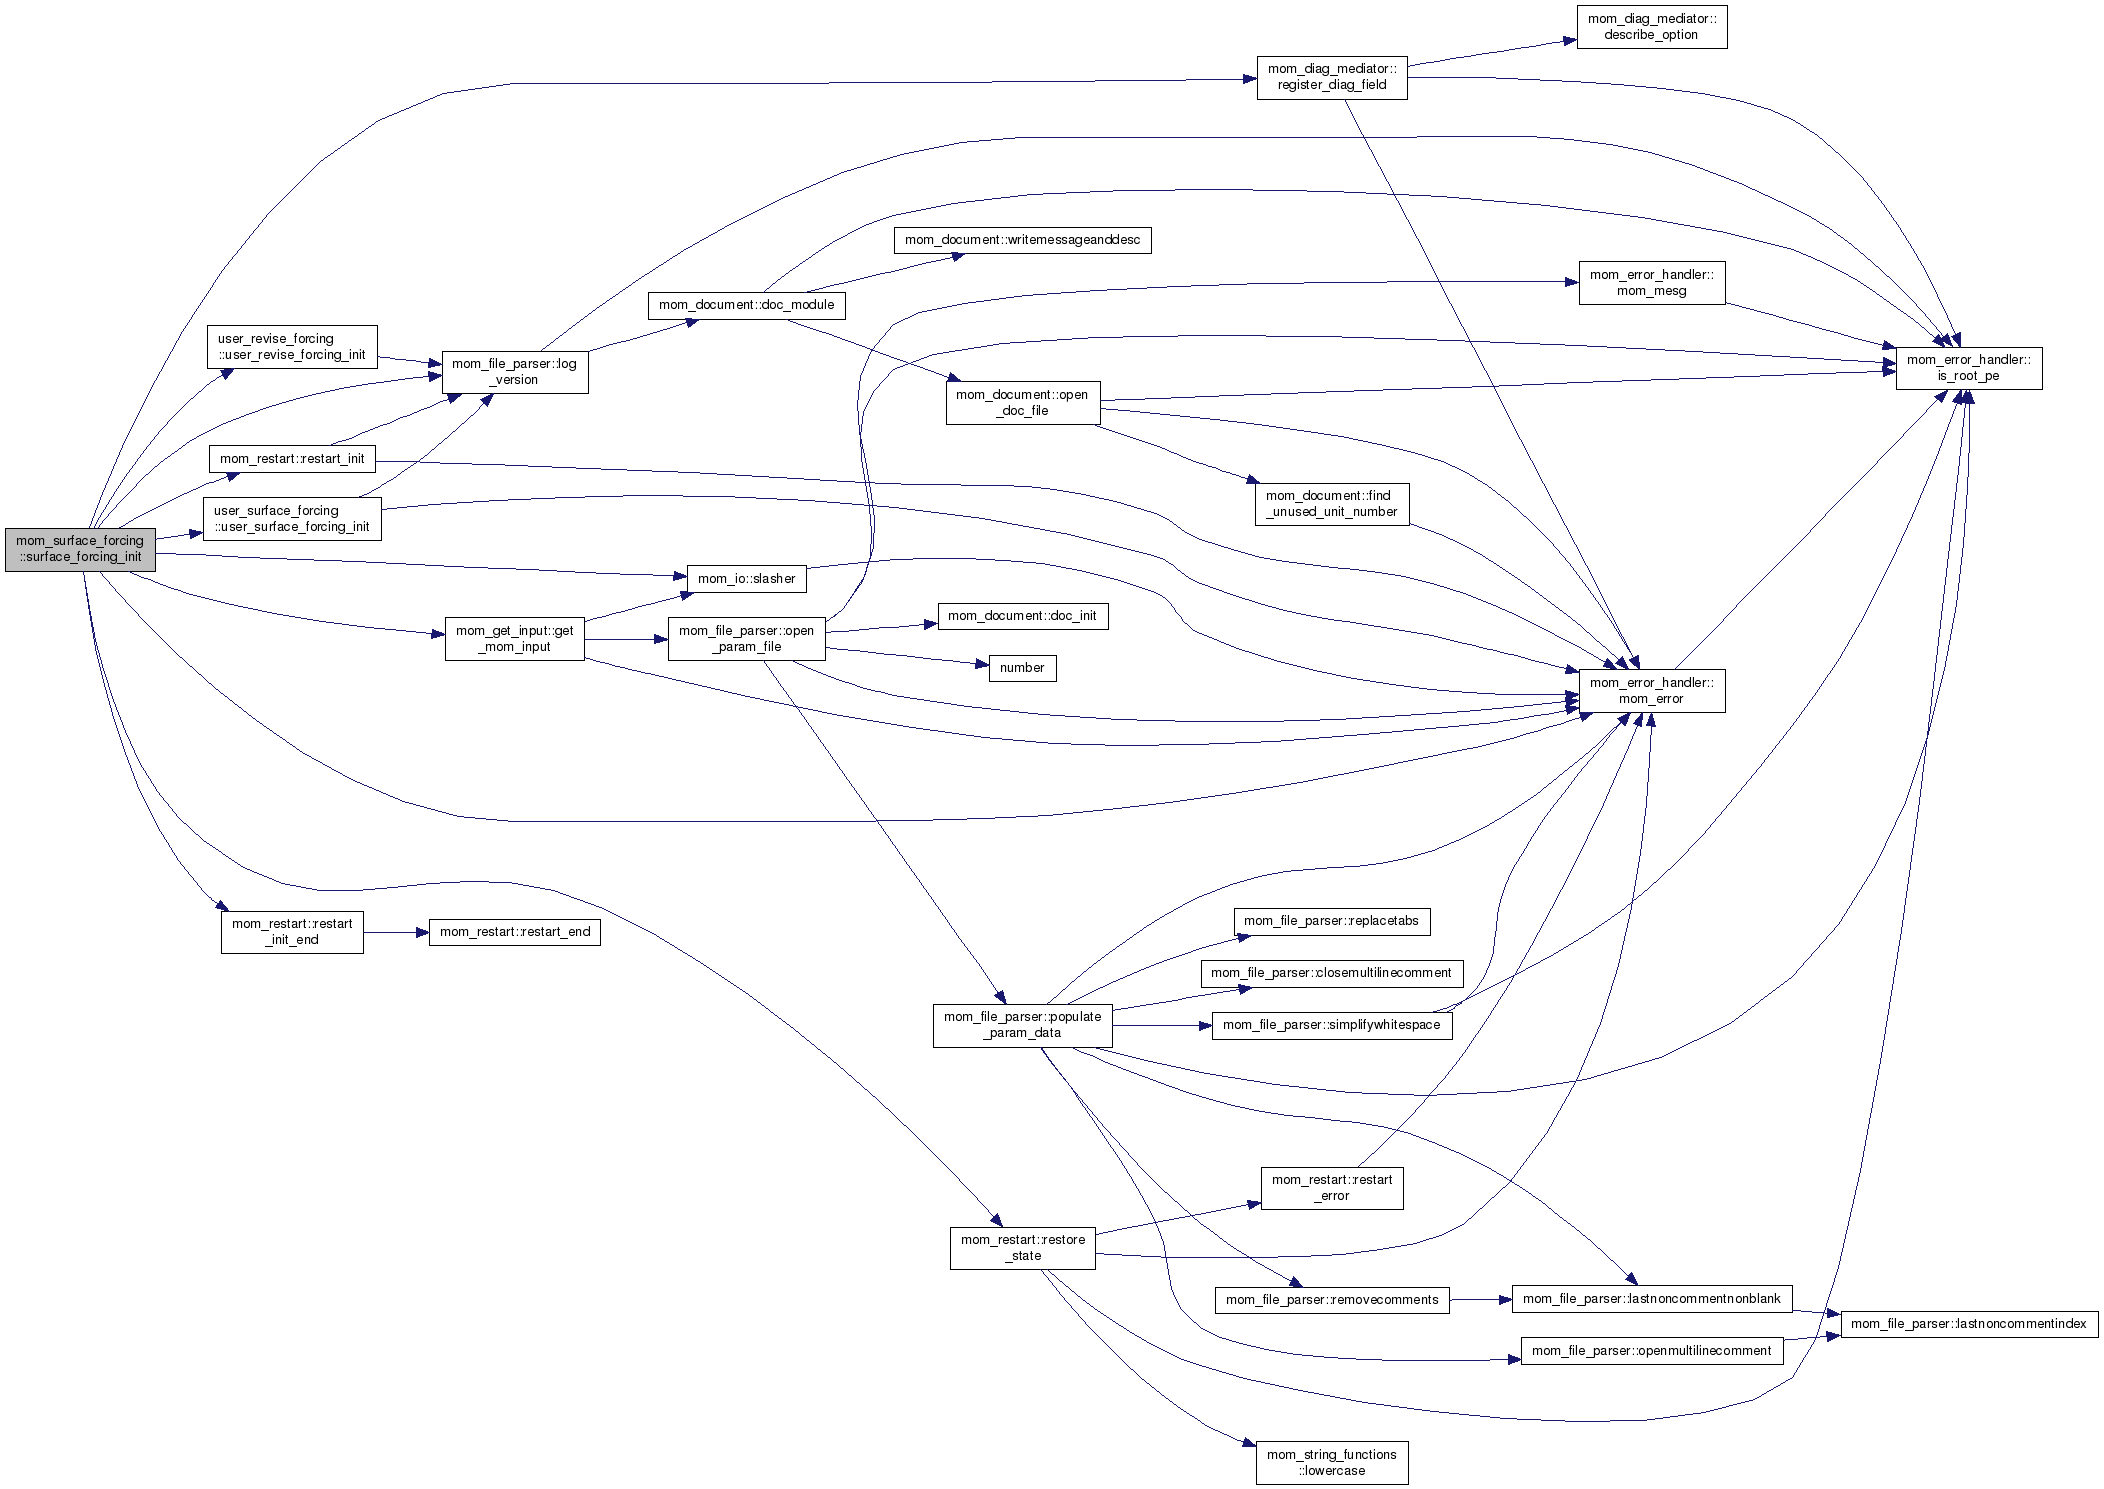 mom_diag_mediator::
describe_option
mom_diag_mediator::
register_diag_field
mom_document::writemessageanddesc
mom_error_handler::
mom_mesg
mom_document::doc_module
user_revise_forcing
::user_revise_forcing_init
mom_file_parser::log
_version
mom_error_handler::
is_root_pe
mom_document::open
_doc_file
mom_restart::restart_init
mom_document::find
_unused_unit_number
user_surface_forcing
::user_surface_forcing_init
mom_surface_forcing
::surface_forcing_init
mom_io::slasher
mom_document::doc_init
mom_get_input::get
_mom_input
mom_file_parser::open
_param_file
number
mom_error_handler::
mom_error
mom_file_parser::replacetabs
mom_restart::restart
_init_end
mom_restart::restart_end
mom_file_parser::closemultilinecomment
mom_file_parser::populate
_param_data
mom_file_parser::simplifywhitespace
mom_restart::restart
_error
mom_restart::restore
_state
mom_file_parser::removecomments
mom_file_parser::lastnoncommentnonblank
mom_file_parser::lastnoncommentindex
mom_file_parser::openmultilinecomment
mom_string_functions
::lowercase